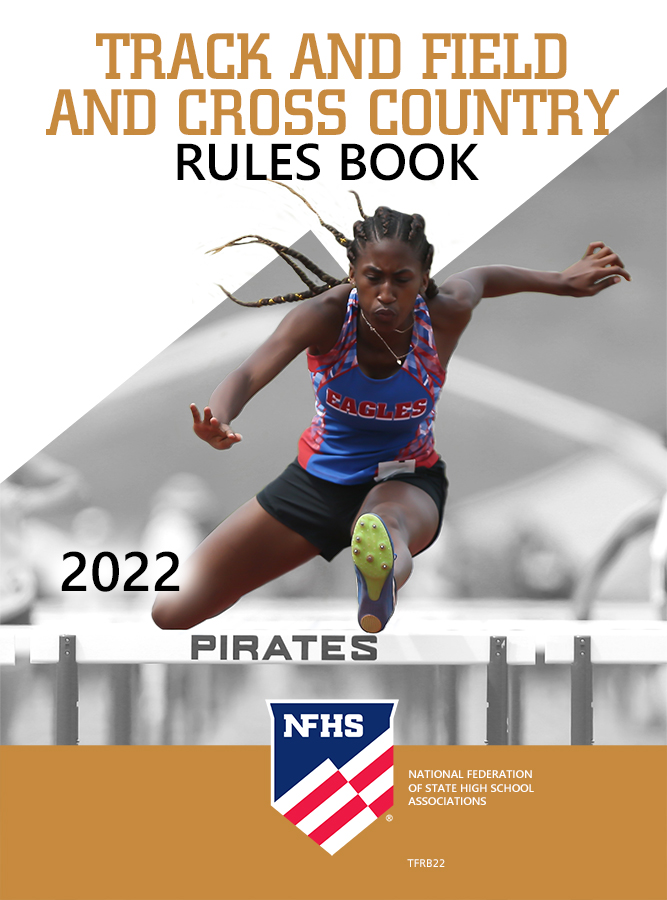 TRACK AND FIELD
AND CROSS COUNTRY
RULES BOOK
EAGLES
2022
PIRATES
NFHS
®
NATIONAL FEDERATION
OF STATE HIGH SCHOOL
ASSOCIATIONS
TFRB22